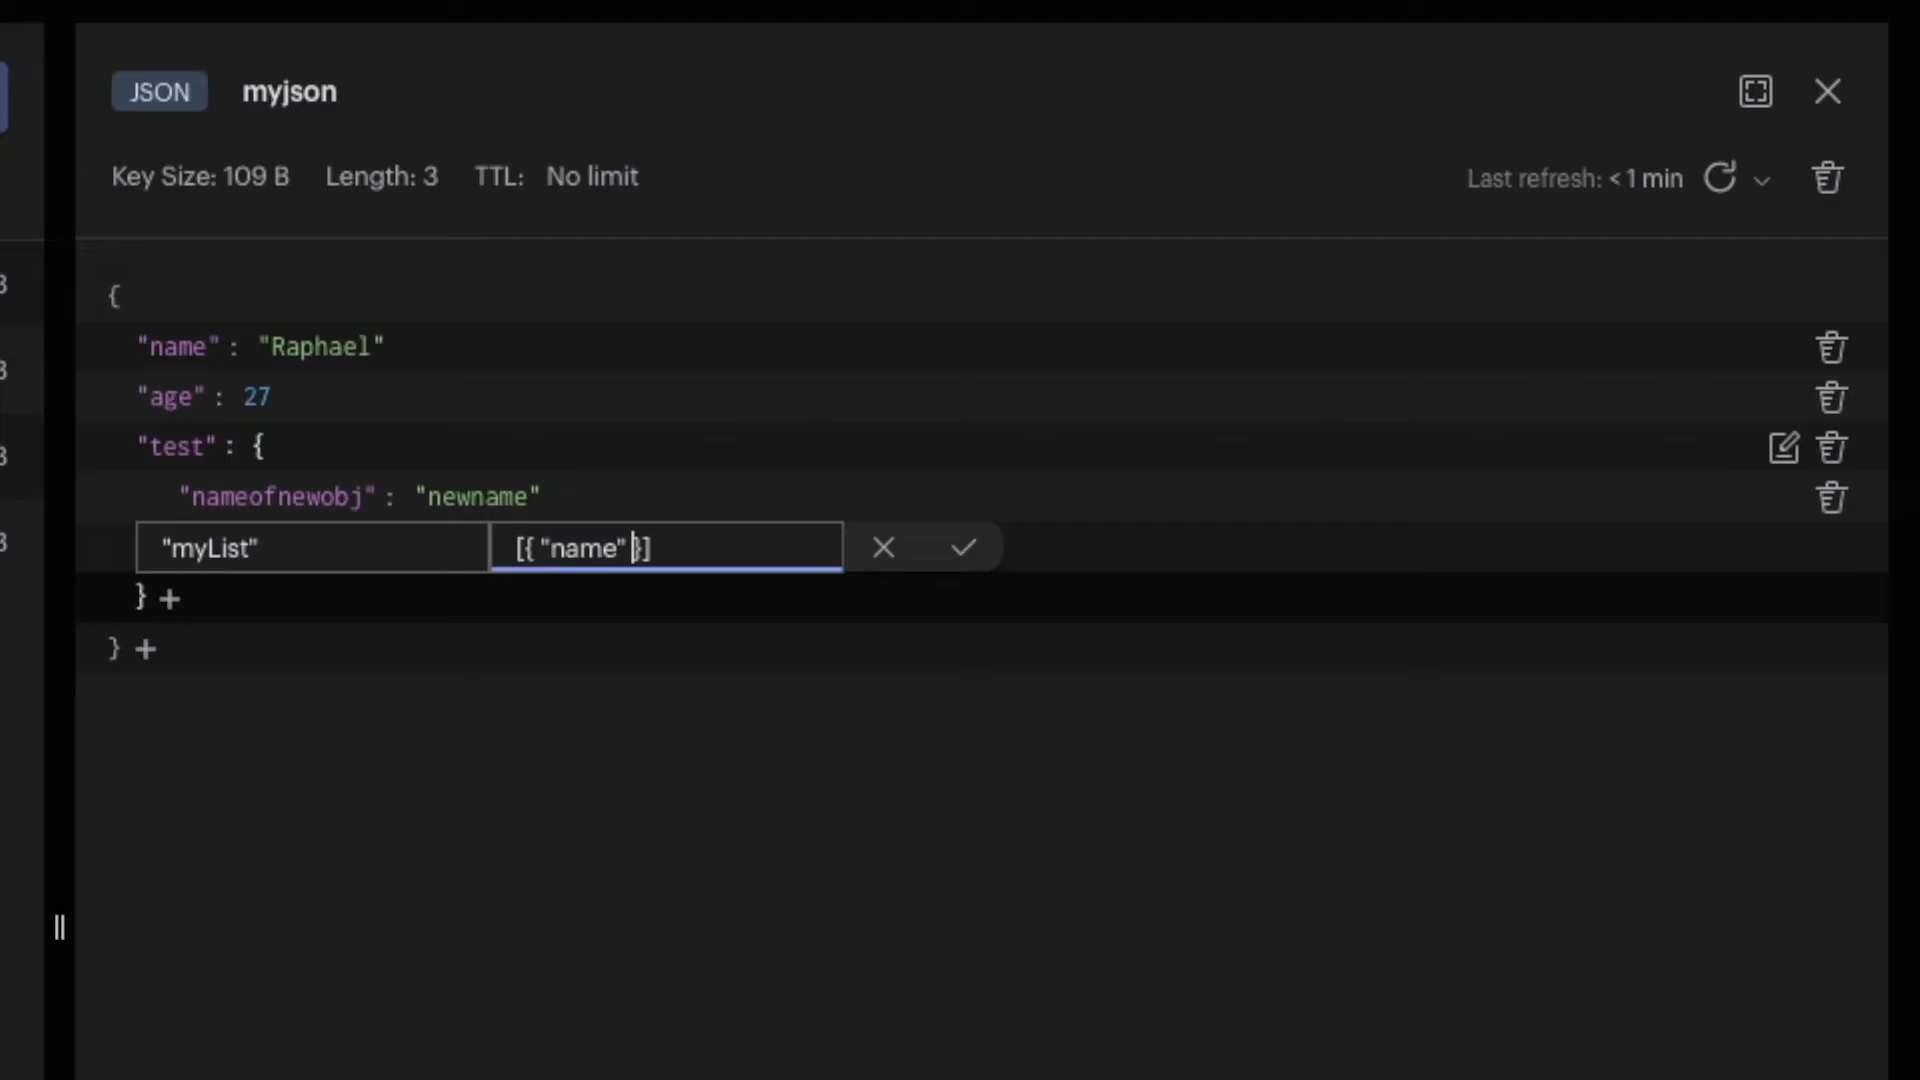 JSON myjson
Key Size: 109 B Length: 3 TTL: No limit Last refresh: <1 min
{
"name" : "Raphael"
"age" : 27
"test" : {
"nameofnewobj" : "newname"
"myList" [{ "name" }]
} +
} +